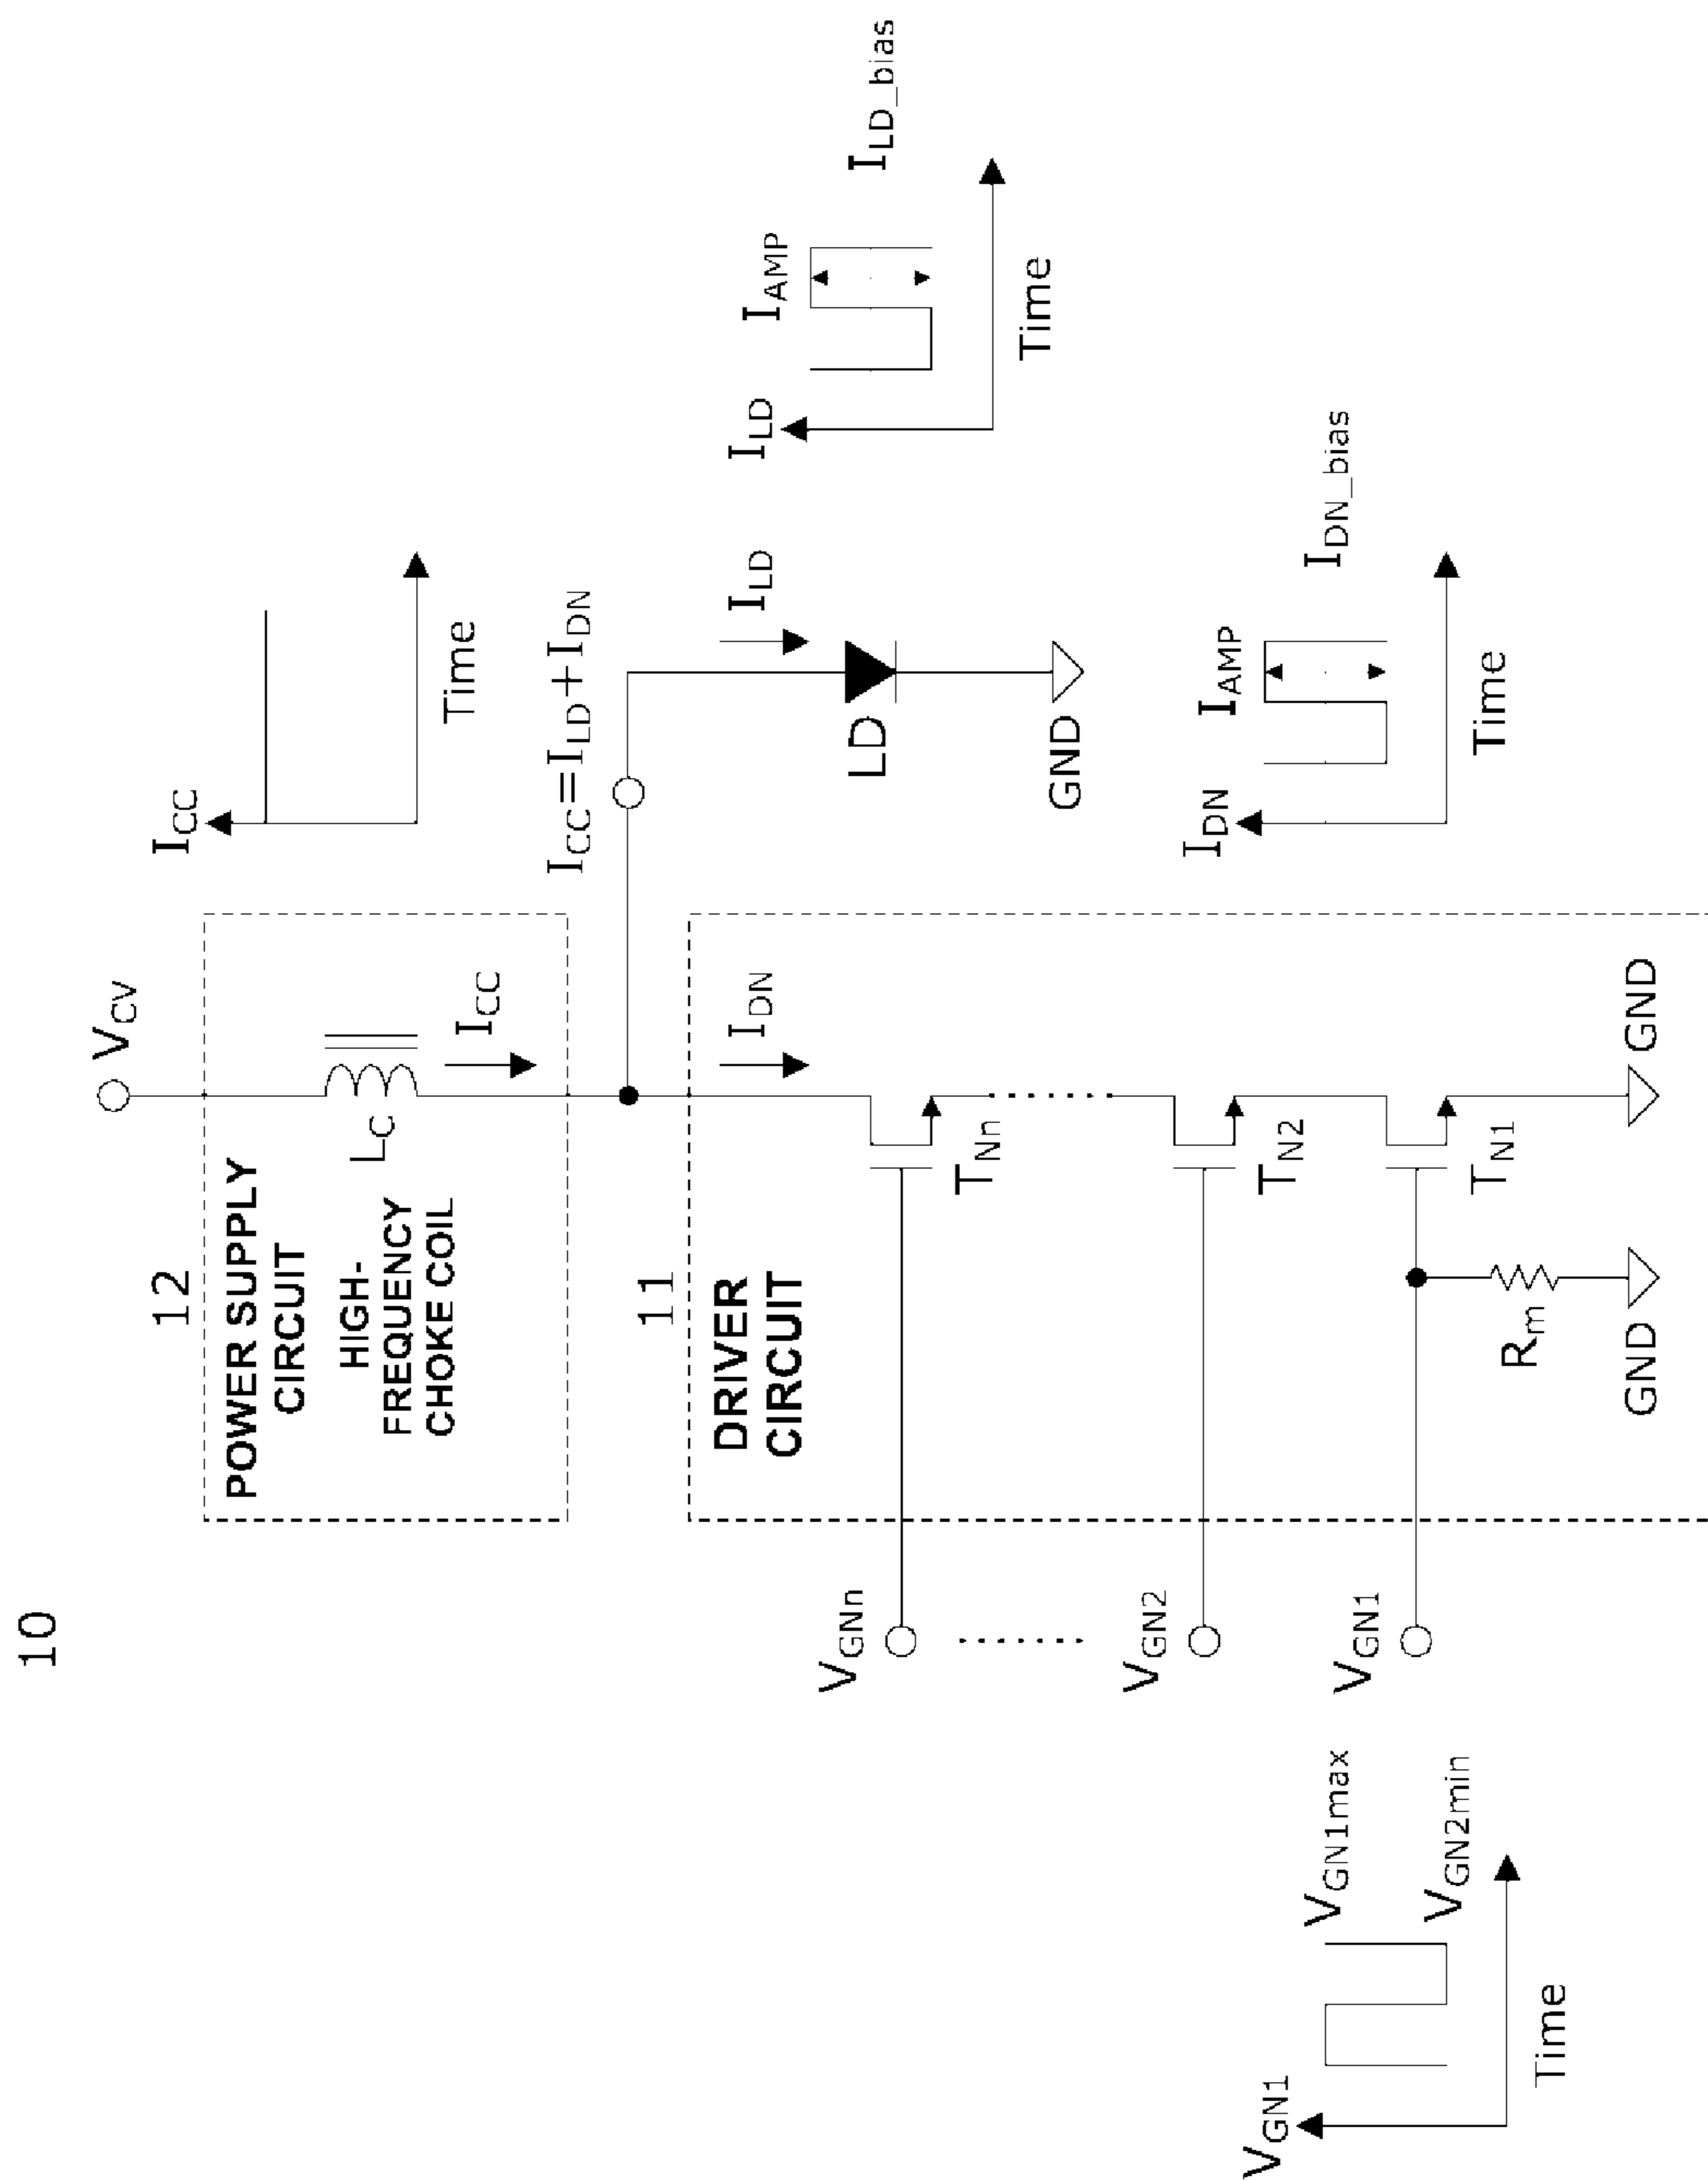 10
V_CV
12
POWER SUPPLY
CIRCUIT
HIGH-
FREQUENCY
CHOKE COIL
L_C
I_CC
I_CC
Time
I_CC=I_LD+I_DN
11
DRIVER
CIRCUIT
I_DN
I_LD
LD
GND
I_LD
I_AMP
I_LD_bias
Time
V_GNn
T_Nn
V_GN2
T_N2
V_GN1
T_N1
R_m
GND
GND
I_DN
I_AMP
I_DN_bias
Time
V_GN1
V_GN1max
V_GN2min
Time